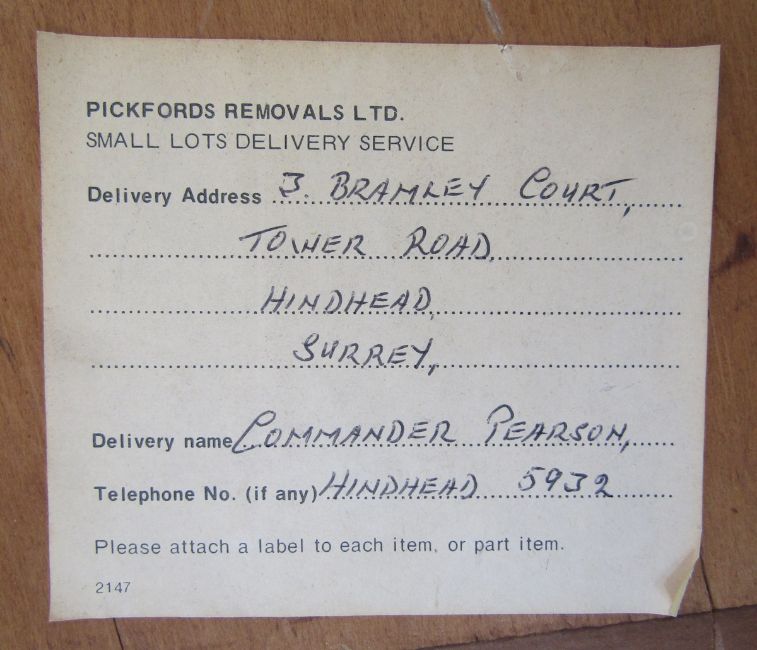 PICKFORDS REMOVALS LTD.
SMALL LOTS DELIVERY SERVICE
Delivery Address 3. BRAMLEY COURT,
TOWER ROAD,
HINDHEAD,
SURREY,
Delivery name COMMANDER PEARSON,
Telephone No. (if any) HINDHEAD 5932
Please attach a label to each item, or part item.
2147